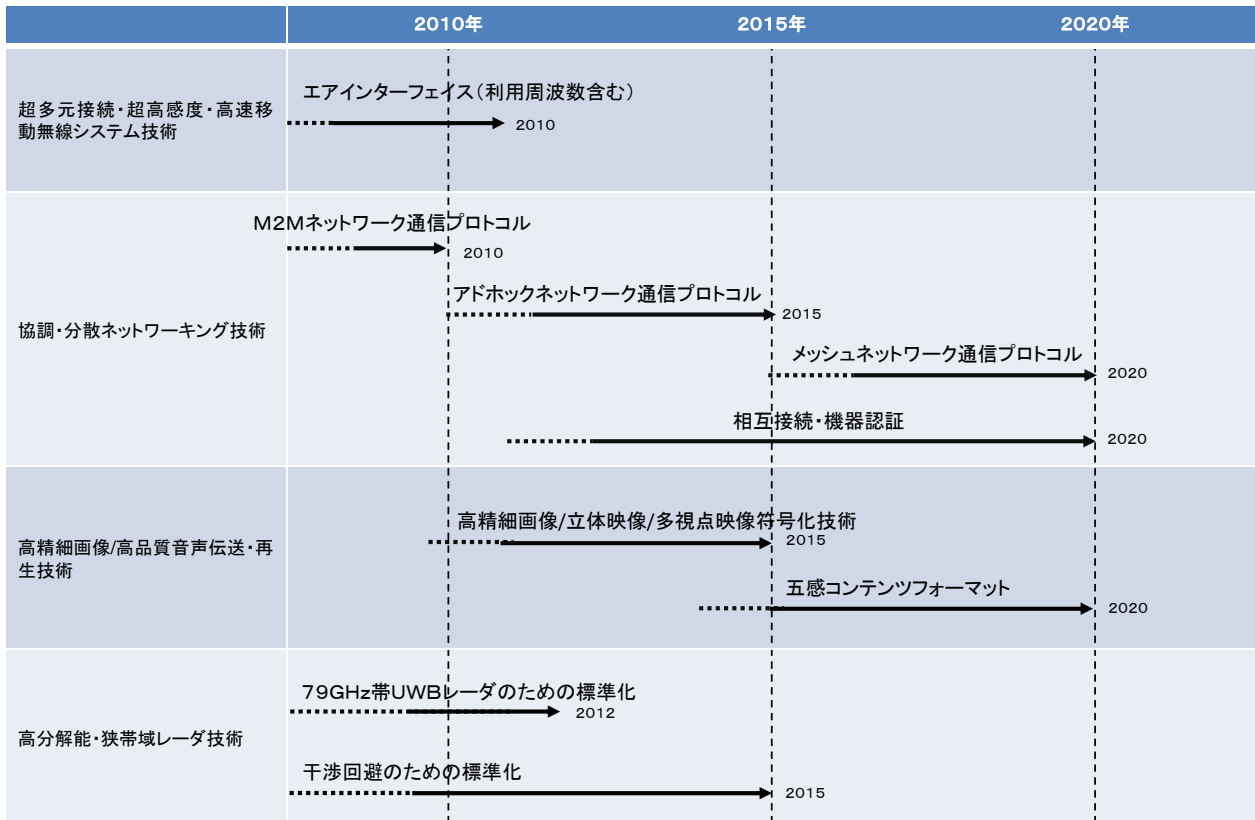 2010年
2015年
2020年
超多元接続・超高感度・高速移
動無線システム技術
エアインターフェイス（利用周波数含む）
2010
協調・分散ネットワーキング技術
M2Mネットワーク通信プロトコル
2010
アドホックネットワーク通信プロトコル
2015
メッシュネットワーク通信プロトコル
2020
相互接続・機器認証
2020
高精細画像/高品質音声伝送・再
生技術
高精細画像/立体映像/多視点映像符号化技術
2015
五感コンテンツフォーマット
2020
高分解能・狭帯域レーダ技術
79GHz帯UWBレーダのための標準化
2012
干渉回避のための標準化
2015